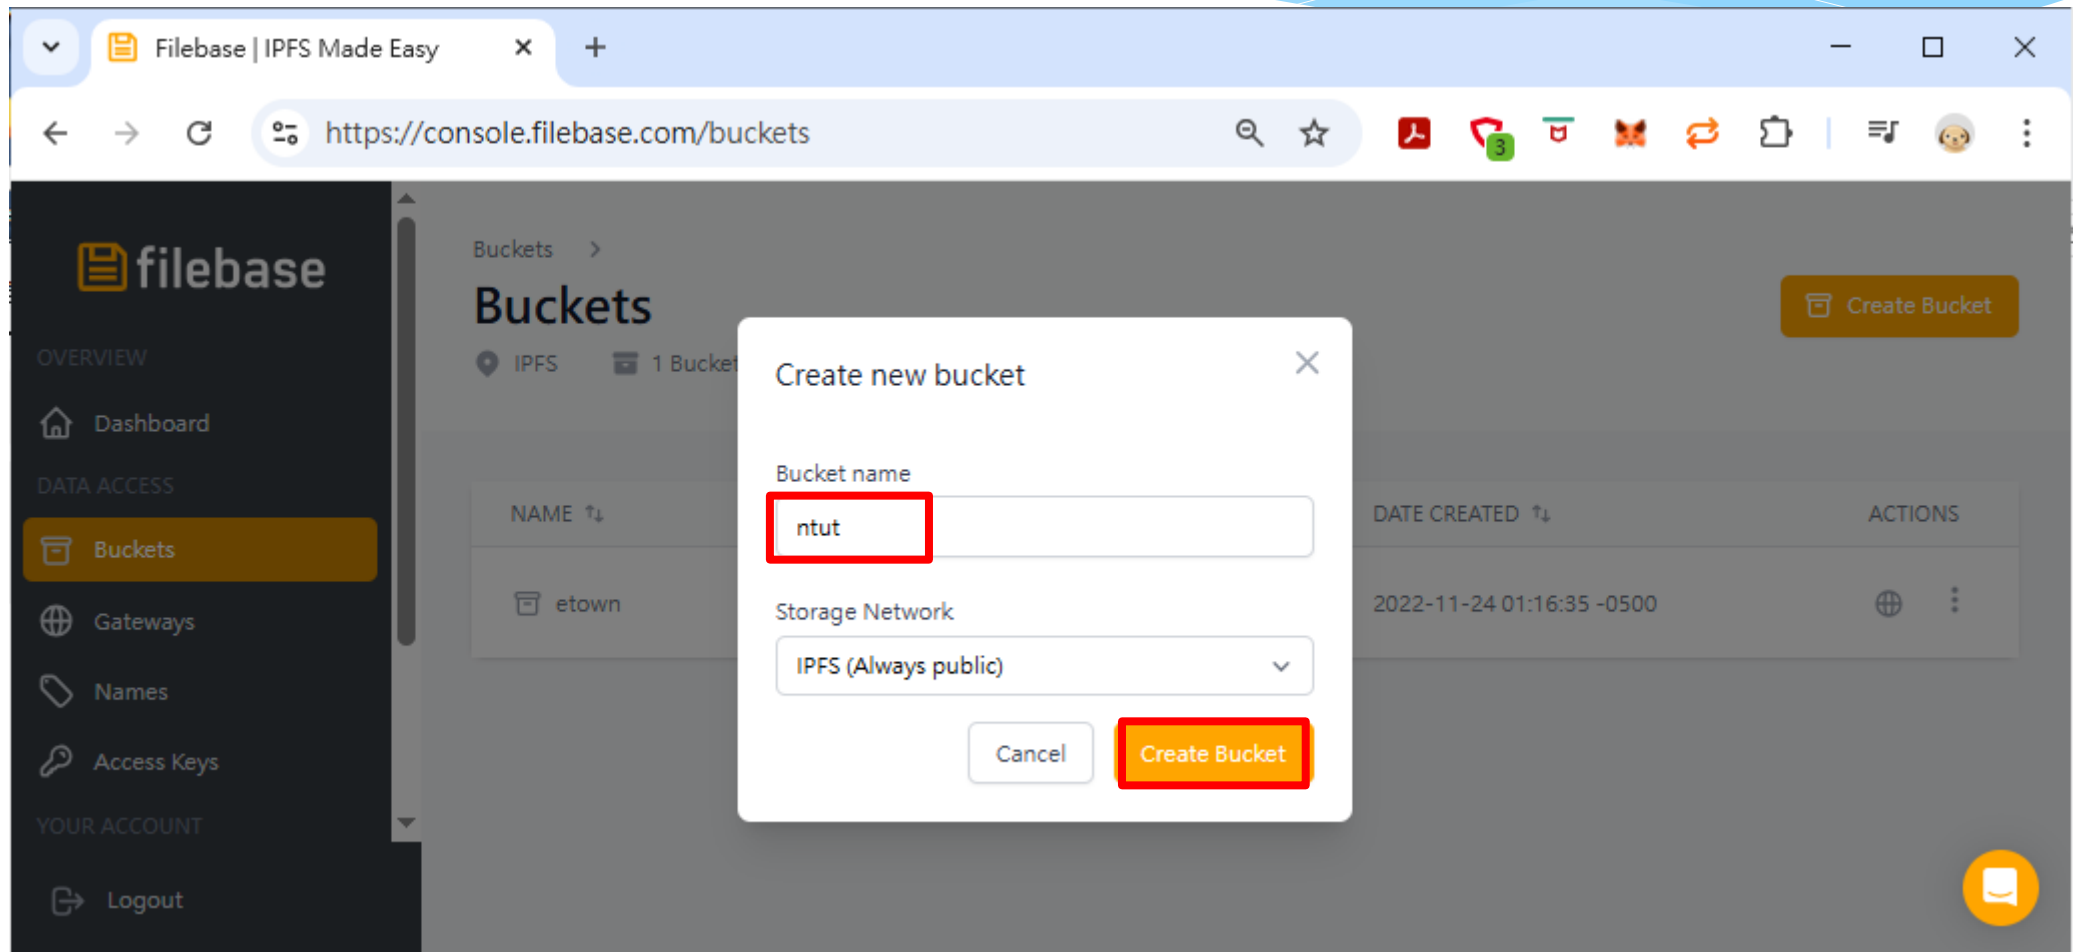 Filebase | IPFS Made Easy
https://console.filebase.com/buckets
3
filebase
OVERVIEW
Dashboard
DATA ACCESS
Buckets
Gateways
Names
Access Keys
YOUR ACCOUNT
Logout
Buckets >
Buckets
IPFS 1 Bucket
Create Bucket
NAME DATE CREATED ACTIONS
etown 2022-11-24 01:16:35 -0500
Create new bucket
Bucket name
ntut
Storage Network
IPFS (Always public)
Cancel Create Bucket